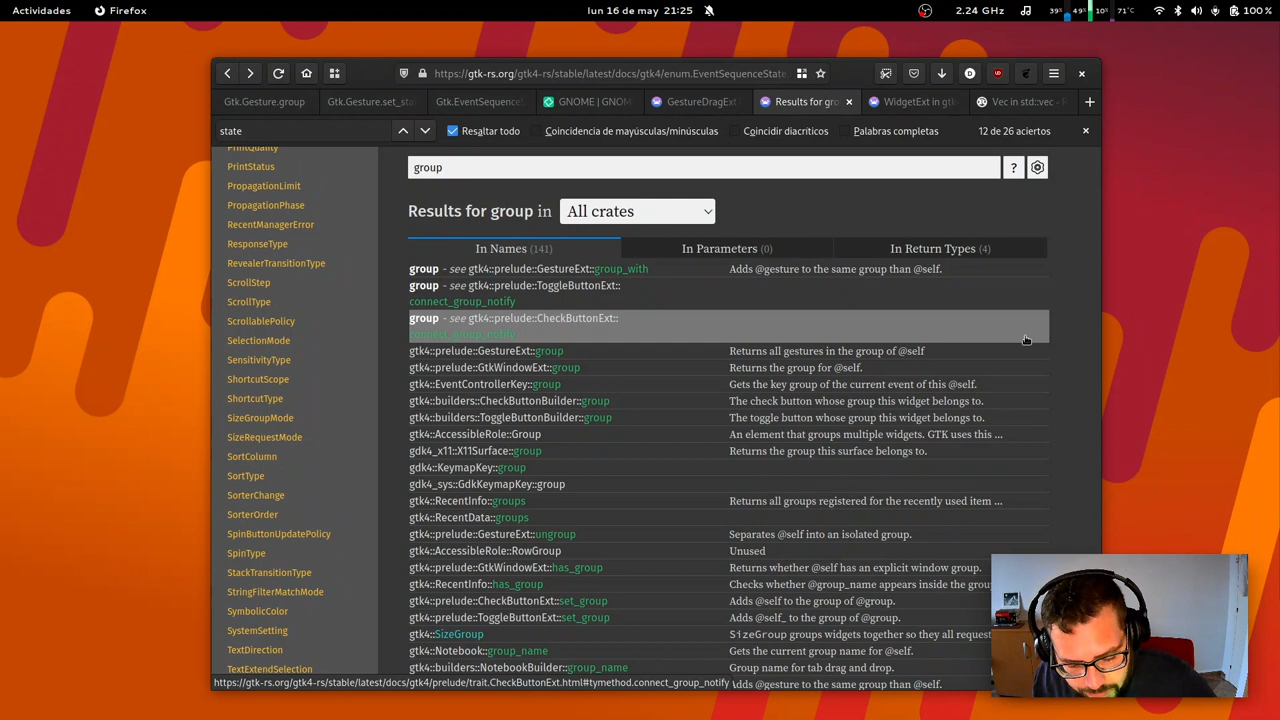 Actividades Firefox lun 16 de may 21:25 2.24 GHz 39% 49% 10% 71°C 100 %
https://gtk-rs.org/gtk4-rs/stable/latest/docs/gtk4/enum.EventSequenceState
Gtk.Gesture.group Gtk.Gesture.set_sta Gtk.EventSequenceS GNOME | GNOM GestureDragExt Results for gro WidgetExt in gtk Vec in std::vec - R
state Resaltar todo Coincidencia de mayúsculas/minúsculas Coincidir diacríticos Palabras completas 12 de 26 aciertos
PrintQuality
PrintStatus
PropagationLimit
PropagationPhase
RecentManagerError
ResponseType
RevealerTransitionType
ScrollStep
ScrollType
ScrollablePolicy
SelectionMode
SensitivityType
ShortcutScope
ShortcutType
SizeGroupMode
SizeRequestMode
SortColumn
SortType
SorterChange
SorterOrder
SpinButtonUpdatePolicy
SpinType
StackTransitionType
StringFilterMatchMode
SymbolicColor
SystemSetting
TextDirection
TextExtendSelection
group ?
Results for group in All crates
In Names (141) In Parameters (0) In Return Types (4)
group - see gtk4::prelude::GestureExt::group_with Adds @gesture to the same group than @self.
group - see gtk4::prelude::ToggleButtonExt::
connect_group_notify
group - see gtk4::prelude::CheckButtonExt::
connect_group_notify
gtk4::prelude::GestureExt::group Returns all gestures in the group of @self
gtk4::prelude::GtkWindowExt::group Returns the group for @self.
gtk4::EventControllerKey::group Gets the key group of the current event of this @self.
gtk4::builders::CheckButtonBuilder::group The check button whose group this widget belongs to.
gtk4::builders::ToggleButtonBuilder::group The toggle button whose group this widget belongs to.
gtk4::AccessibleRole::Group An element that groups multiple widgets. GTK uses this ...
gdk4_x11::X11Surface::group Returns the group this surface belongs to.
gdk4::KeymapKey::group
gdk4_sys::GdkKeymapKey::group
gtk4::RecentInfo::groups Returns all groups registered for the recently used item ...
gtk4::RecentData::groups
gtk4::prelude::GestureExt::ungroup Separates @self into an isolated group.
gtk4::AccessibleRole::RowGroup Unused
gtk4::prelude::GtkWindowExt::has_group Returns whether @self has an explicit window group.
gtk4::RecentInfo::has_group Checks whether @group_name appears inside the grou
gtk4::prelude::CheckButtonExt::set_group Adds @self to the group of @group.
gtk4::prelude::ToggleButtonExt::set_group Adds @self_ to the group of @group.
gtk4::SizeGroup SizeGroup groups widgets together so they all request
gtk4::Notebook::group_name Gets the current group name for @self.
gtk4::builders::NotebookBuilder::group_name Group name for tab drag and drop.
Adds @gesture to the same group than @self.
https://gtk-rs.org/gtk4-rs/stable/latest/docs/gtk4/prelude/trait.CheckButtonExt.html#tymethod.connect_group_notify